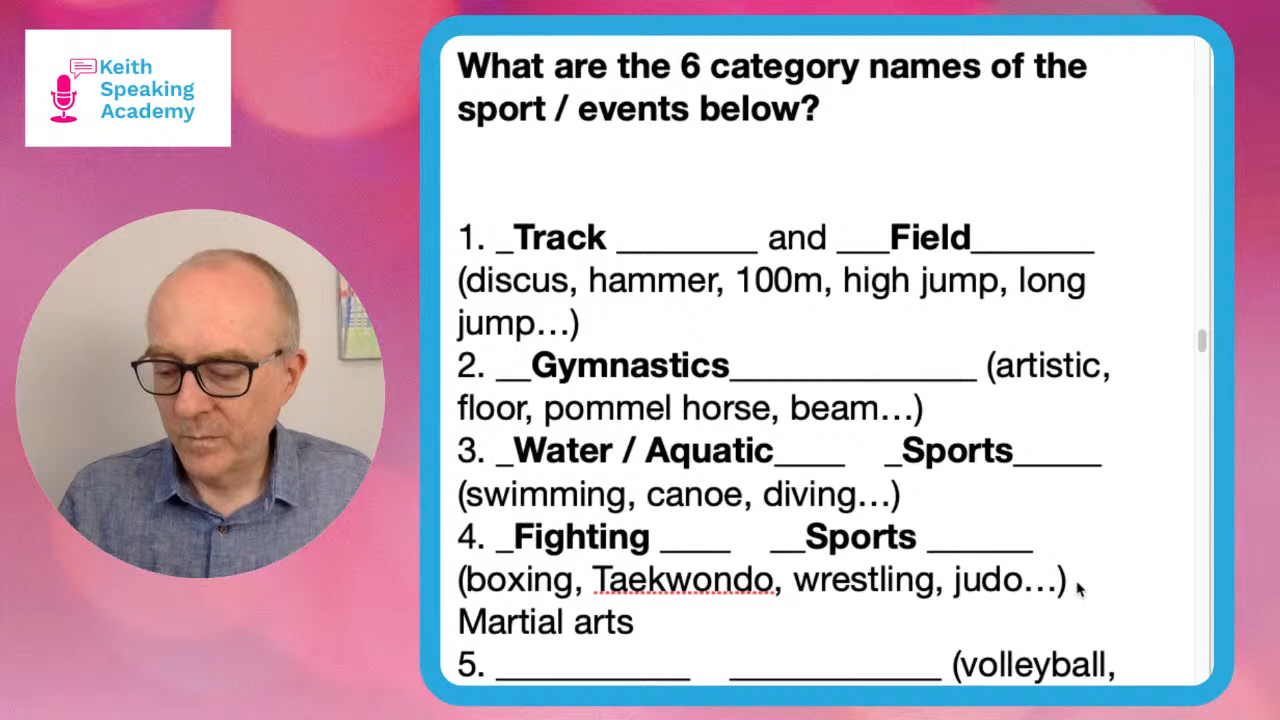 Keith
Speaking
Academy
What are the 6 category names of the
sport / events below?
1. _Track ________ and ___Field_______
(discus, hammer, 100m, high jump, long
jump…)
2. __Gymnastics______________ (artistic,
floor, pommel horse, beam…)
3. _Water / Aquatic____ _Sports_____
(swimming, canoe, diving…)
4. _Fighting ____ __Sports ______
(boxing, Taekwondo, wrestling, judo…)
Martial arts
5. ___________ ____________ (volleyball,